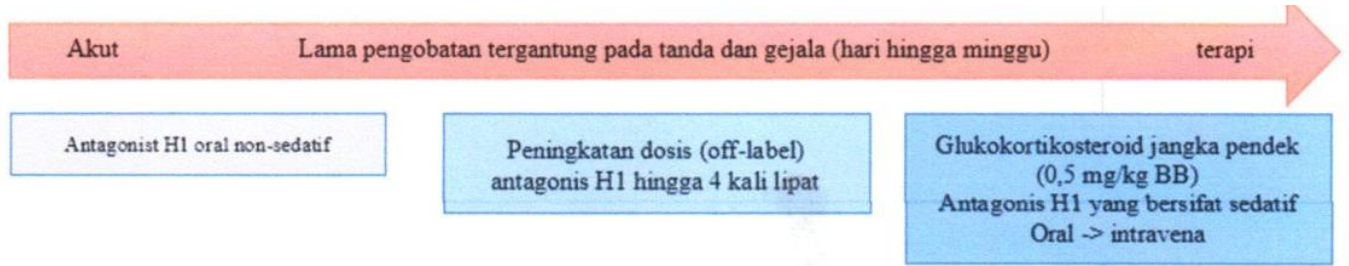 Akut Lama pengobatan tergantung pada tanda dan gejala (hari hingga minggu) terapi
Antagonist H1 oral non-sedatif
Peningkatan dosis (off-label)
antagonis H1 hingga 4 kali lipat
Glukokortikosteroid jangka pendek
(0,5 mg/kg BB)
Antagonis H1 yang bersifat sedatif
Oral -> intravena